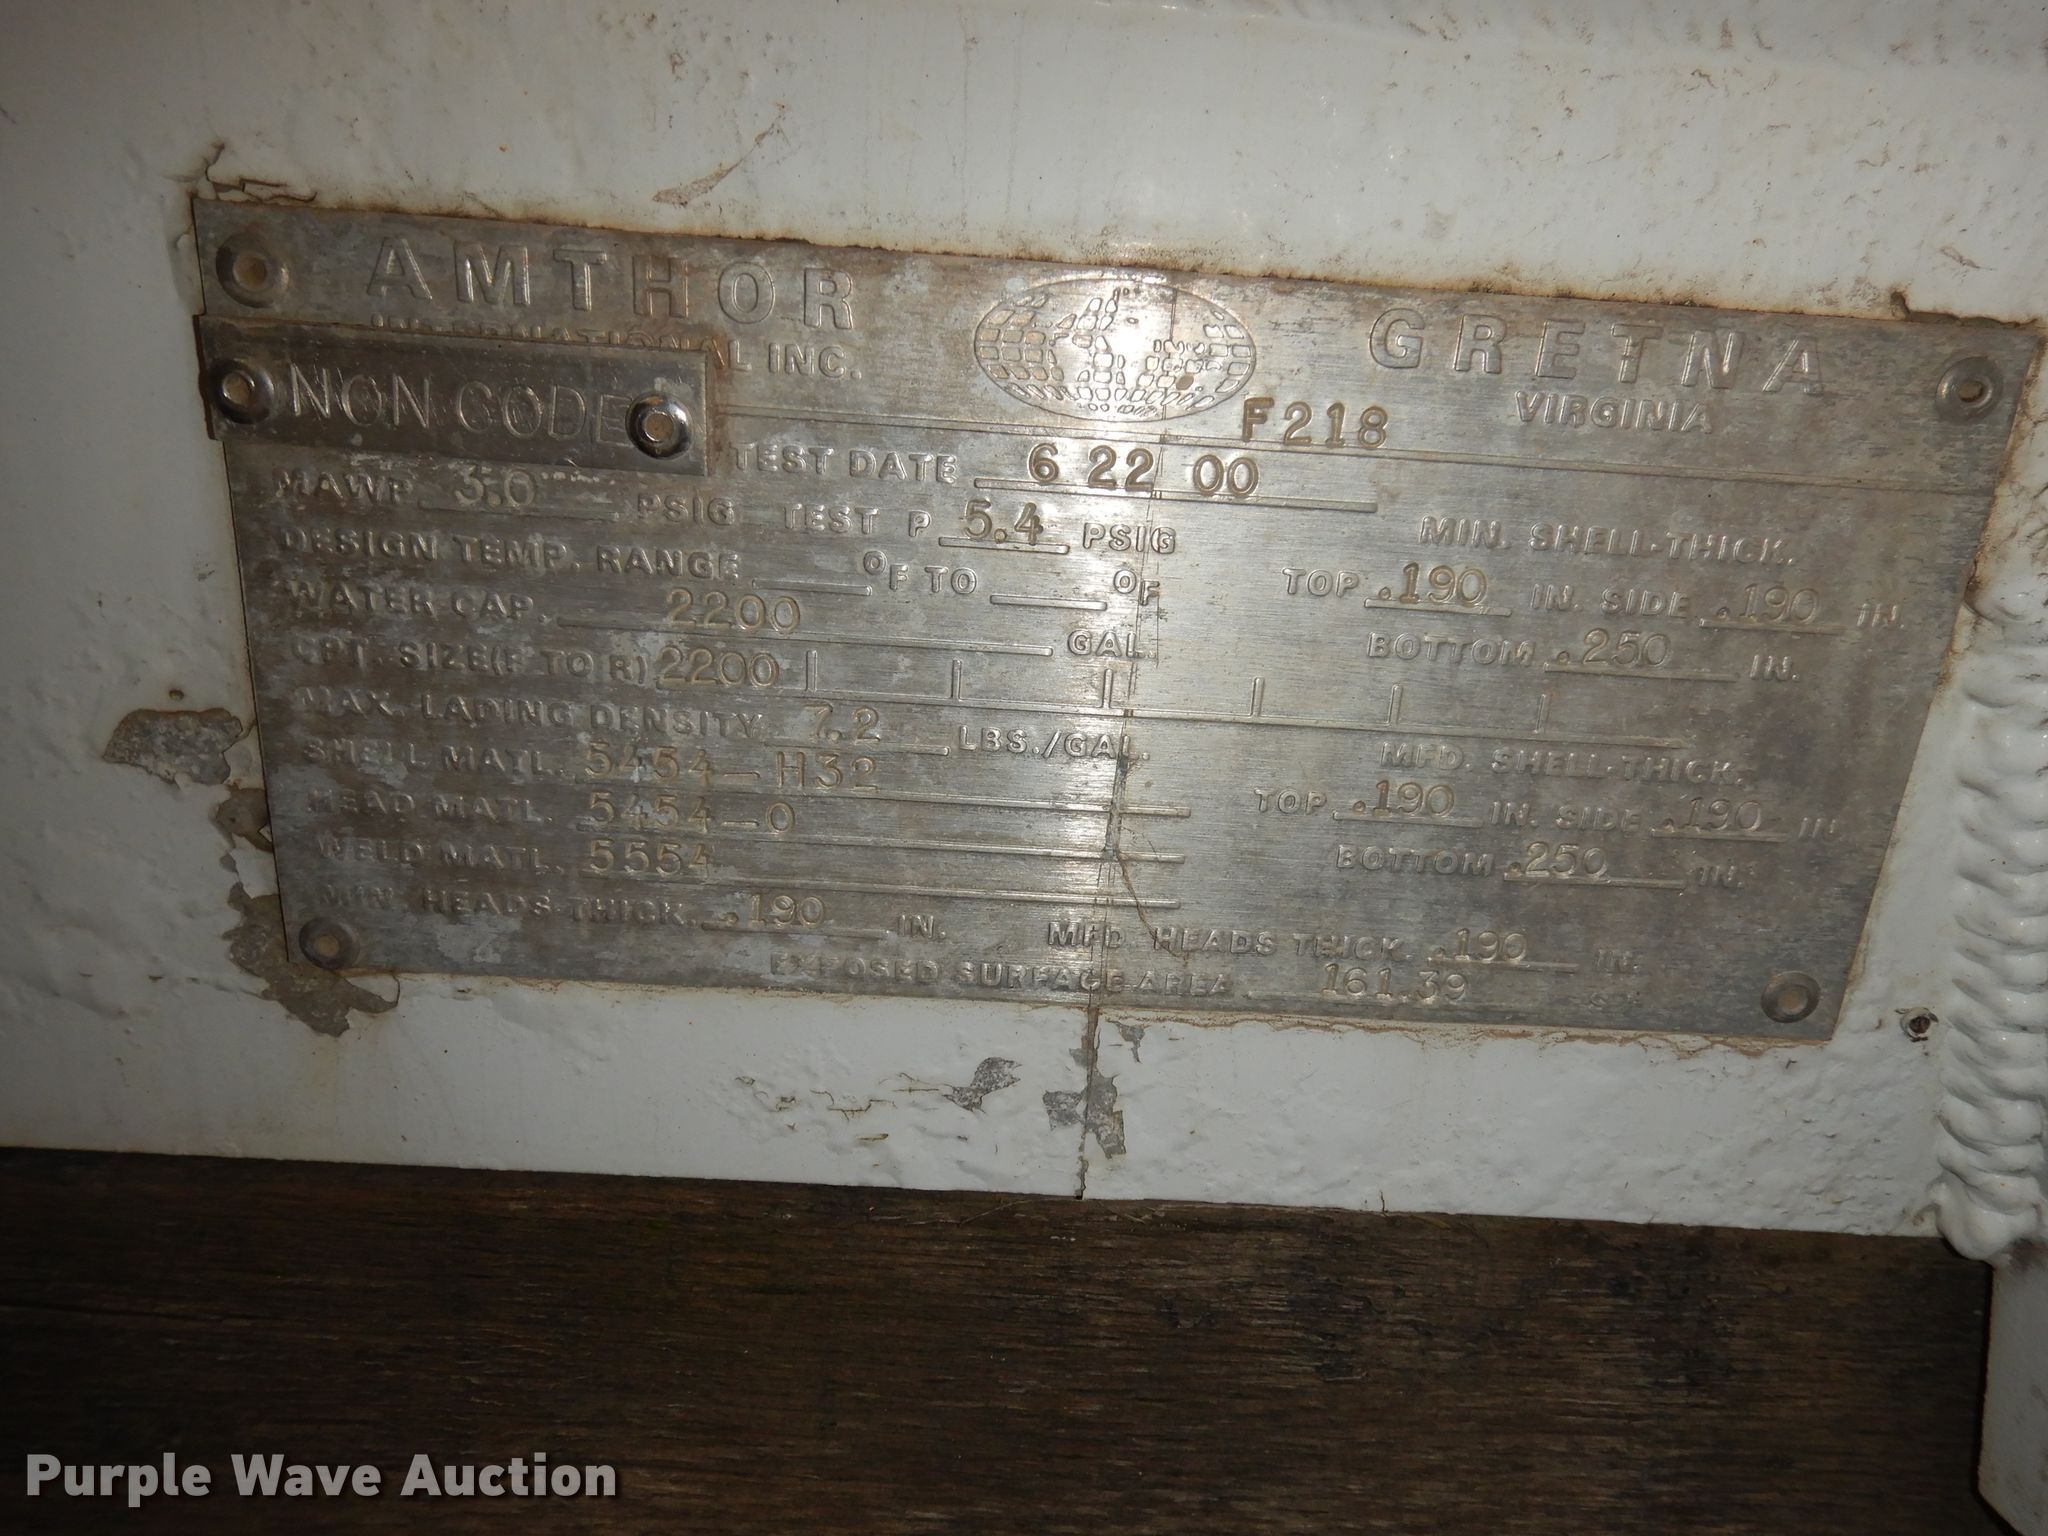 AMTHOR
INTERNATIONAL INC.
GRETNA
VIRGINIA
NON CODE
F218
TEST DATE 6 22 00
MAWP 3.0 PSIG TEST P 5.4 PSIG
DESIGN TEMP. RANGE °F TO °F
WATER CAP. 2200 GAL.
CPT. SIZE(F TO R) 2200
MAX. LADING DENSITY 7.2 LBS./GAL.
SHELL MATL. 5454-H32
HEAD MATL. 5454-O
WELD MATL. 5554
MIN. HEADS THICK. .190 IN.
MIN. SHELL-THICK.
TOP .190 IN. SIDE .190 IN.
BOTTOM .250 IN.
MFD. SHELL-THICK.
TOP .190 IN. SIDE .190 IN.
BOTTOM .250 IN.
MFD. HEADS THICK. .190 IN.
EXPOSED SURFACE AREA 161.39
Purple Wave Auction